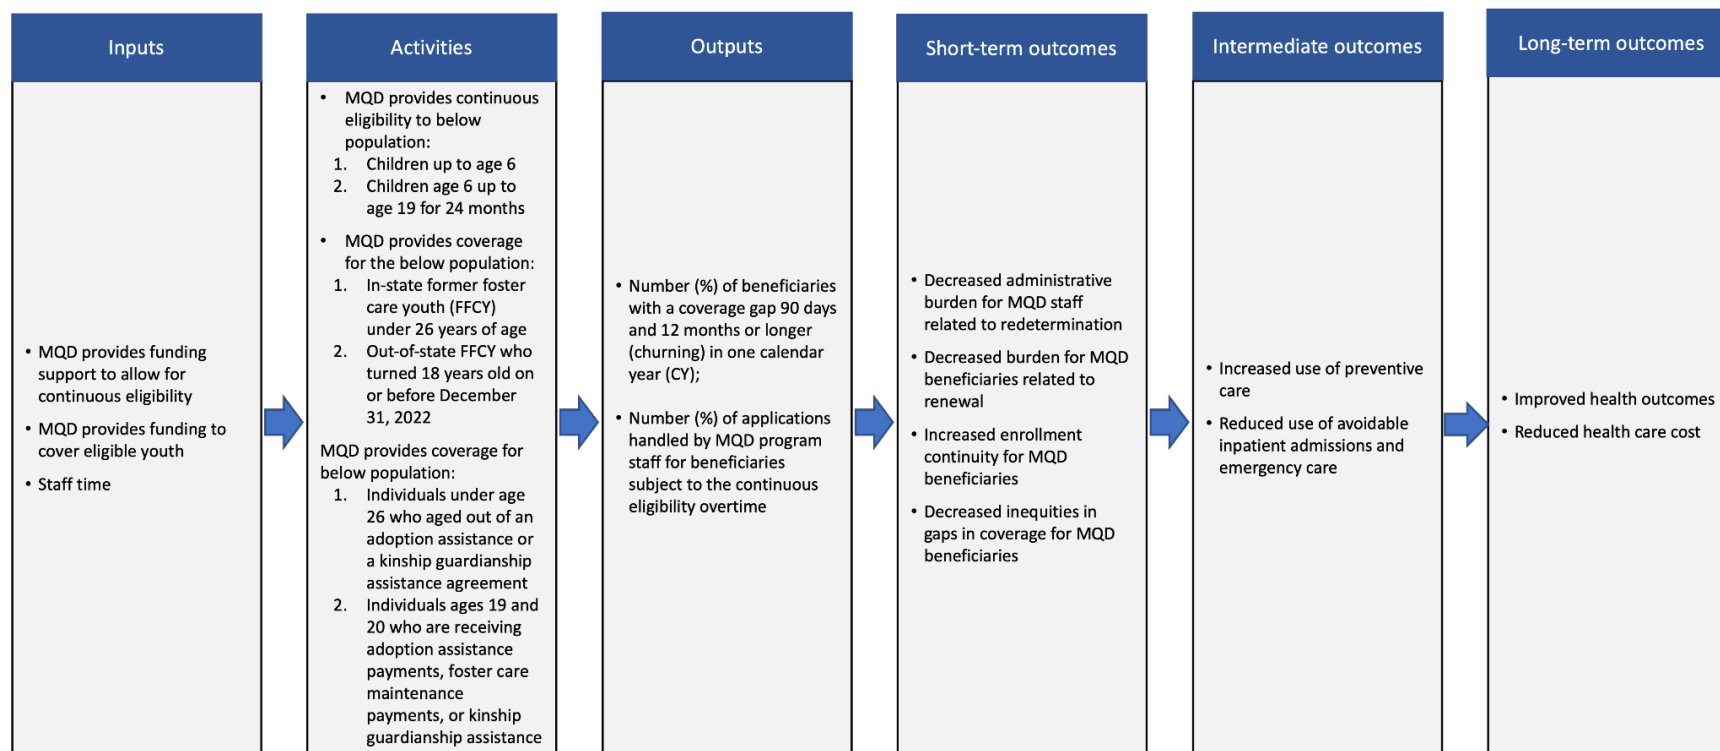 Inputs
• MQD provides funding
support to allow for
continuous eligibility
• MQD provides funding to
cover eligible youth
• Staff time
Activities
• MQD provides continuous
eligibility to below
population:
1. Children up to age 6
2. Children age 6 up to
age 19 for 24 months
• MQD provides coverage
for the below population:
1. In-state former foster
care youth (FFCY)
under 26 years of age
2. Out-of-state FFCY who
turned 18 years old on
or before December
31, 2022
MQD provides coverage for
below population:
1. Individuals under age
26 who aged out of an
adoption assistance or
a kinship guardianship
assistance agreement
2. Individuals ages 19 and
20 who are receiving
adoption assistance
payments, foster care
maintenance
payments, or kinship
guardianship assistance
Outputs
• Number (%) of beneficiaries
with a coverage gap 90 days
and 12 months or longer
(churning) in one calendar
year (CY);
• Number (%) of applications
handled by MQD program
staff for beneficiaries
subject to the continuous
eligibility overtime
Short-term outcomes
• Decreased administrative
burden for MQD staff
related to redetermination
• Decreased burden for MQD
beneficiaries related to
renewal
• Increased enrollment
continuity for MQD
beneficiaries
• Decreased inequities in
gaps in coverage for MQD
beneficiaries
Intermediate outcomes
• Increased use of preventive
care
• Reduced use of avoidable
inpatient admissions and
emergency care
Long-term outcomes
• Improved health outcomes
• Reduced health care cost